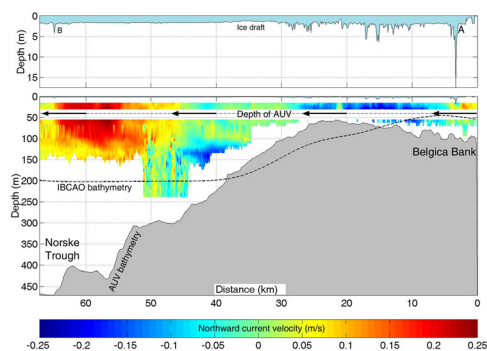 Depth (m)
0
5
10
15
B
Ice draft
A
Depth (m)
0
50
100
150
200
250
300
350
400
450
Depth of AUV
IBCAO bathymetry
Belgica Bank
Norske
Trough
AUV bathymetry
Distance (km)
60
50
40
30
20
10
0
Northward current velocity (m/s)
-0.25
-0.2
-0.15
-0.1
-0.05
0
0.05
0.1
0.15
0.2
0.25